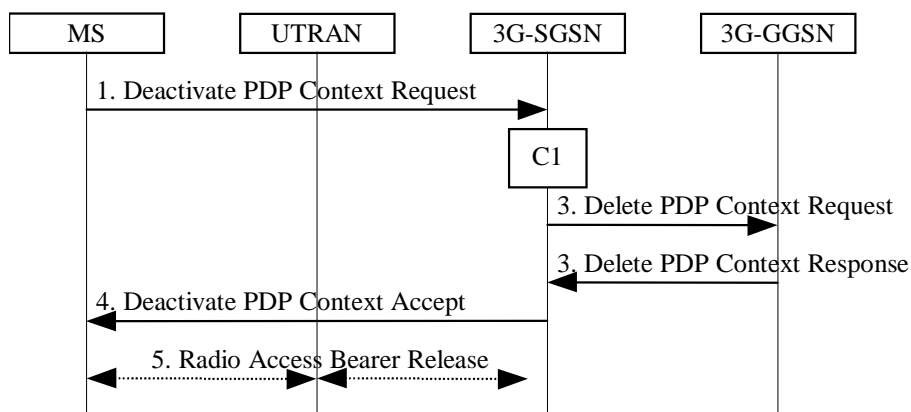 MS
UTRAN
3G-SGSN
3G-GGSN
1. Deactivate PDP Context Request
C1
3. Delete PDP Context Request
3. Delete PDP Context Response
4. Deactivate PDP Context Accept
5. Radio Access Bearer Release